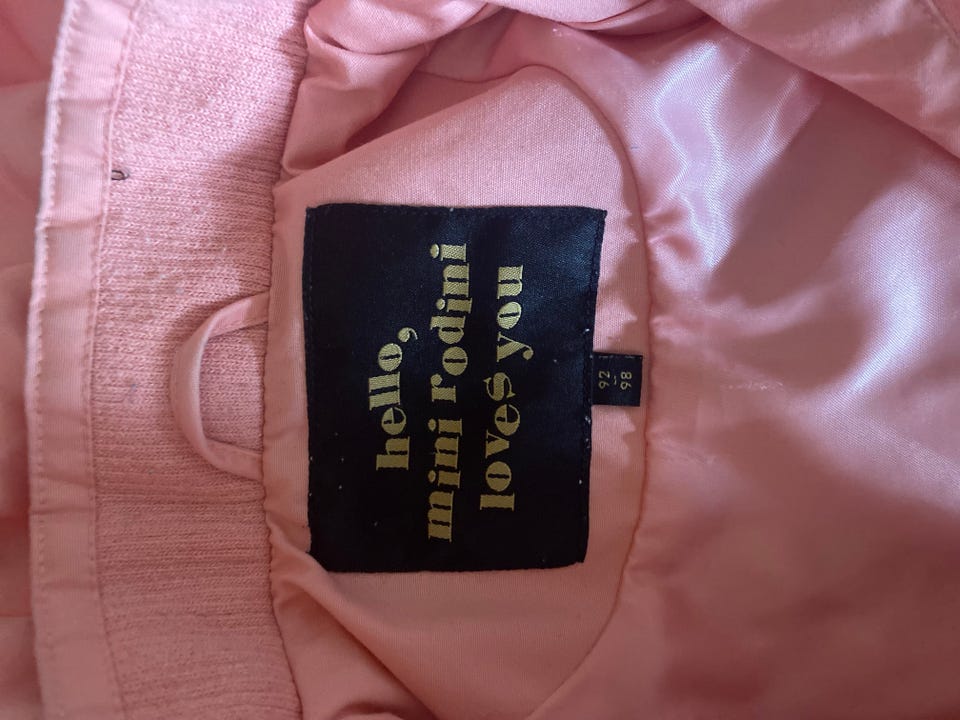 hello,
mini rodini
loves you
92
-
98